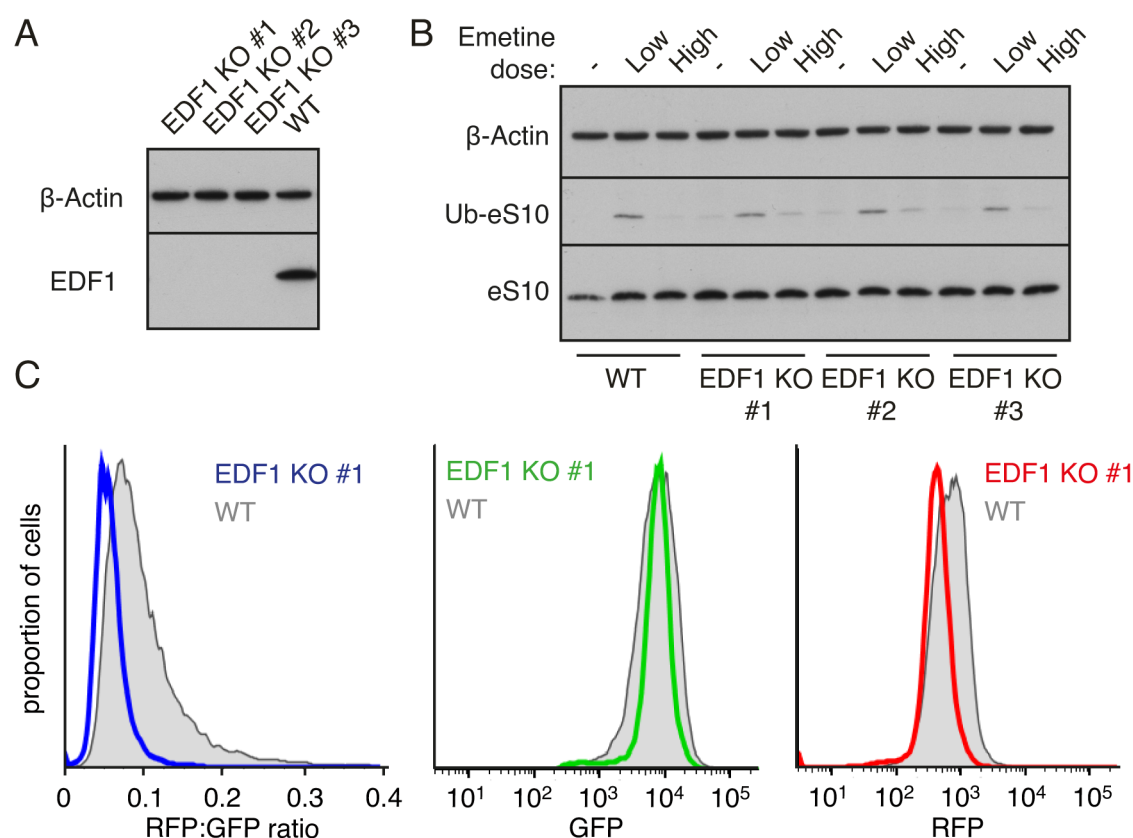 A
EDF1 KO #1
EDF1 KO #2
EDF1 KO #3
WT
β-Actin
EDF1
B
Emetine
dose:
- Low High - Low High - Low High - Low High
β-Actin
Ub-eS10
eS10
WT EDF1 KO EDF1 KO EDF1 KO
#1 #2 #3
C
proportion of cells
EDF1 KO #1
WT
0 0.1 0.2 0.3 0.4
RFP:GFP ratio
EDF1 KO #1
WT
10¹ 10² 10³ 10⁴ 10⁵
GFP
EDF1 KO #1
WT
10¹ 10² 10³ 10⁴ 10⁵
RFP